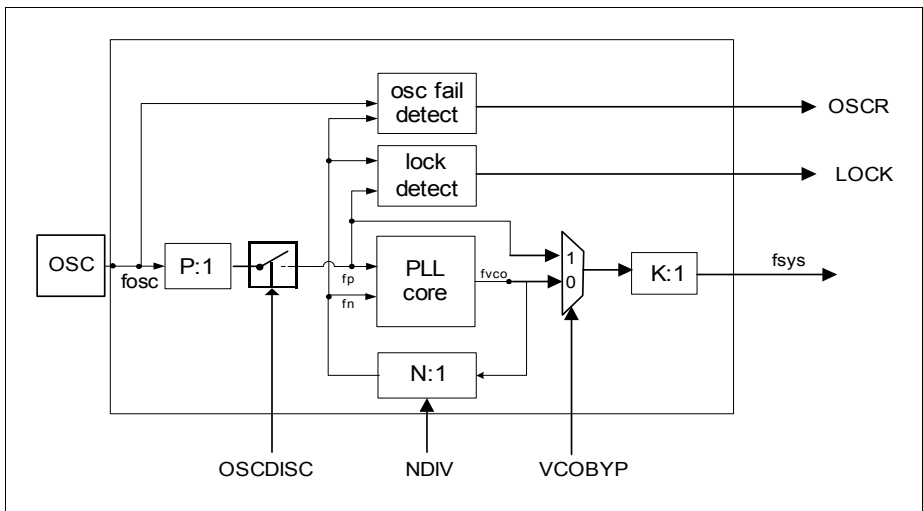 osc fail
detect
OSCR
lock
detect
LOCK
OSC
fosc
P:1
fp
fn
PLL
core
fvco
1
0
K:1
fsys
N:1
OSCDISC
NDIV
VCOBYP